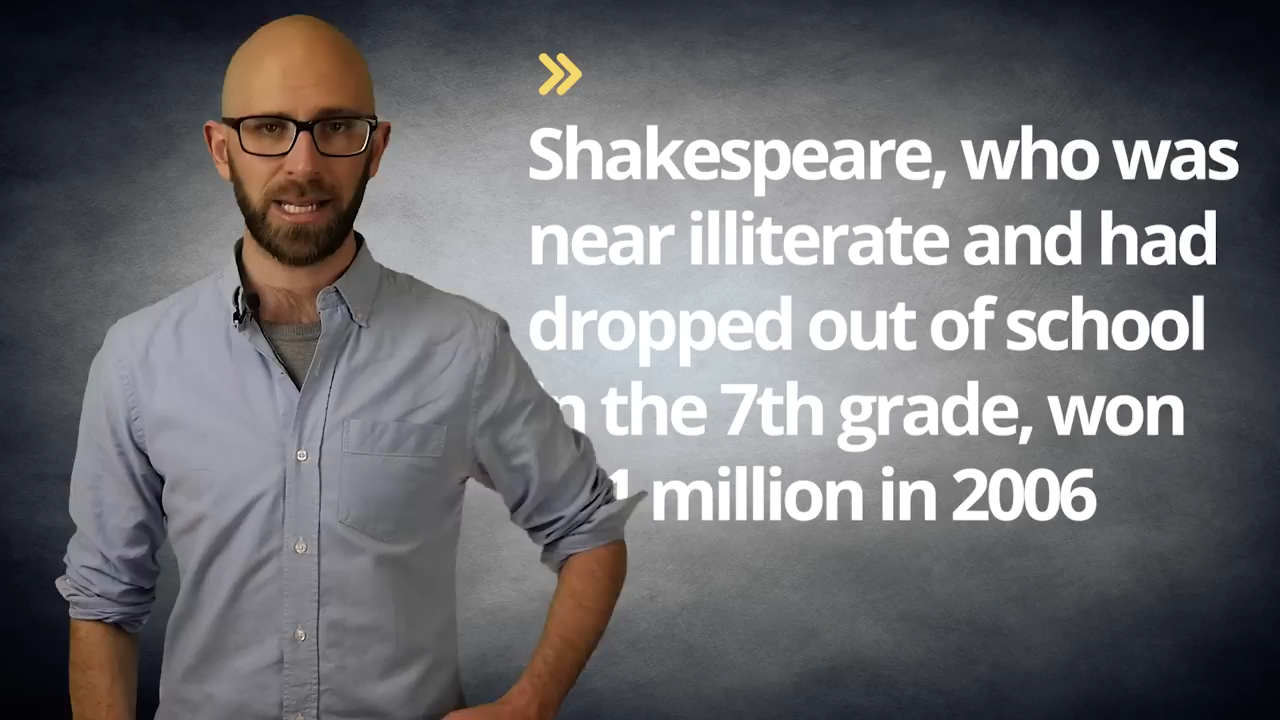 Shakespeare, who was
near illiterate and had
dropped out of school
the 7th grade, won
million in 2006